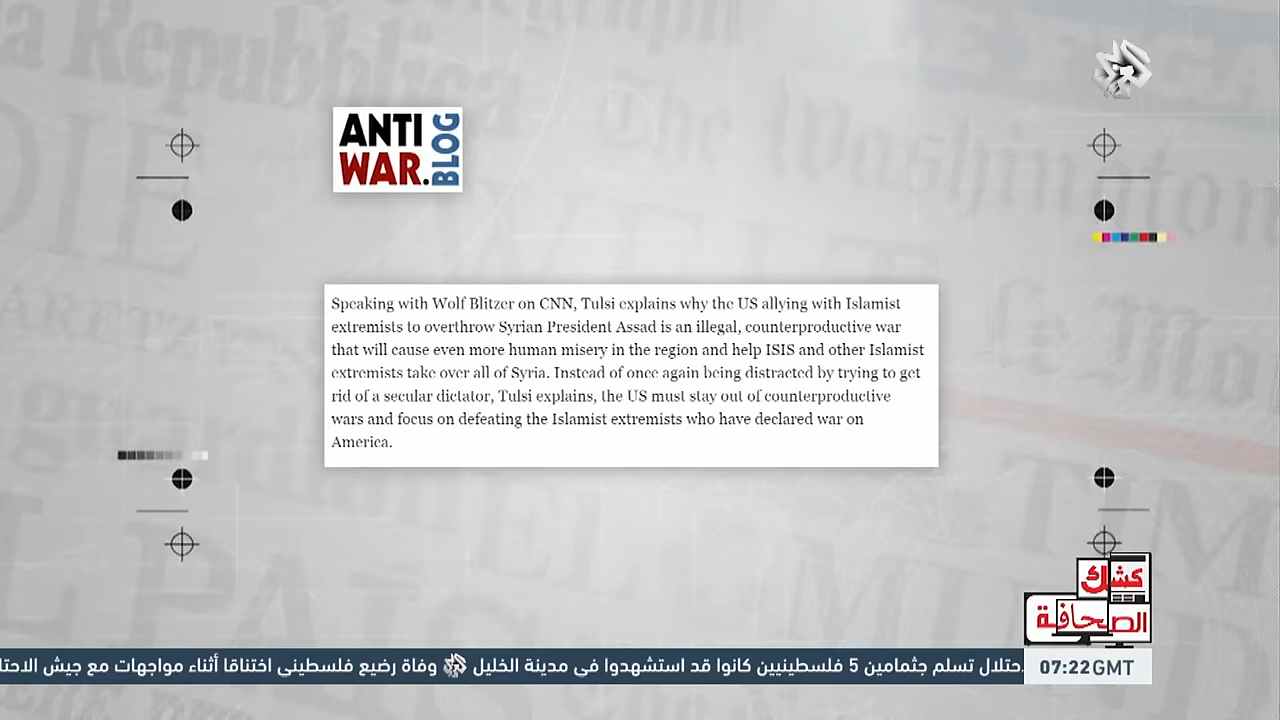 ANTI
WAR.
BLOG
Speaking with Wolf Blitzer on CNN, Tulsi explains why the US allying with Islamist
extremists to overthrow Syrian President Assad is an illegal, counterproductive war
that will cause even more human misery in the region and help ISIS and other Islamist
extremists take over all of Syria. Instead of once again being distracted by trying to get
rid of a secular dictator, Tulsi explains, the US must stay out of counterproductive
wars and focus on defeating the Islamist extremists who have declared war on
America.
كشك
الصحافة
حتلال تسلم جثمامين 5 فلسطينيين كانوا قد استشهدوا في مدينة الخليل وفاة رضيع فلسطيني اختناقا أثناء مواجهات مع جيش الاحتا
07:22GMT